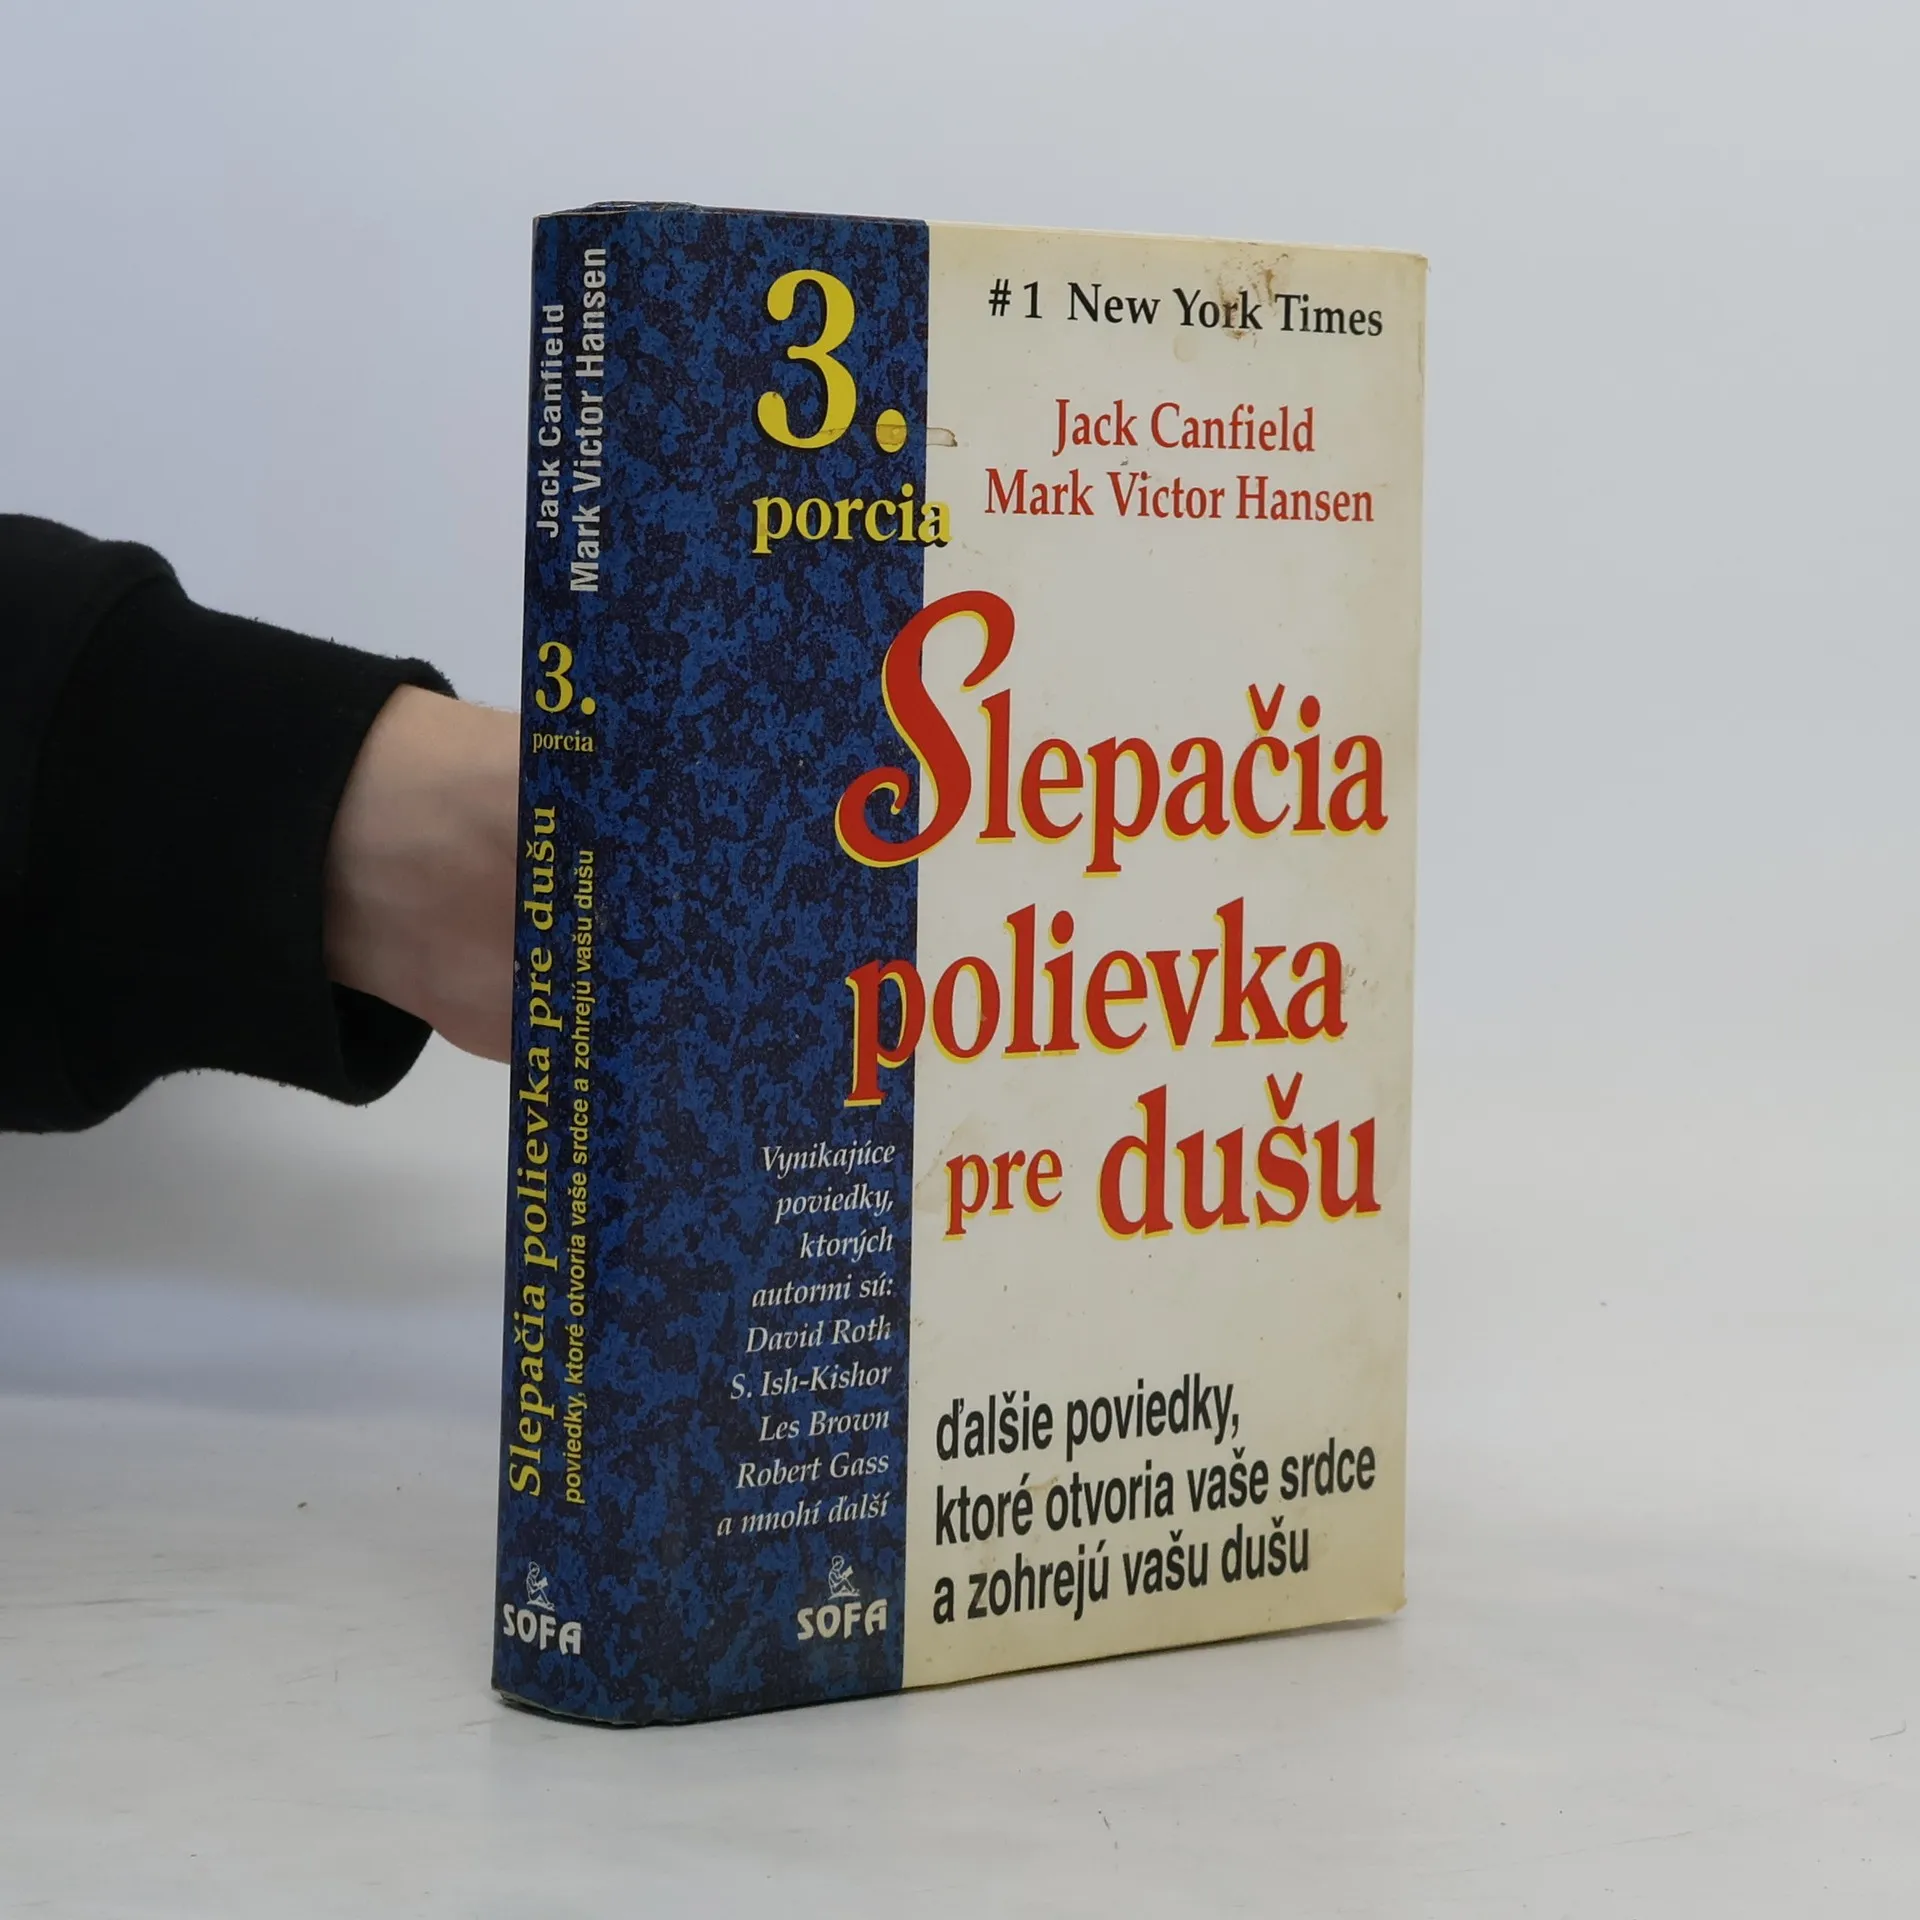 Jack Canfield
Mark Victor Hansen
3.
porcia
Slepačia polievka pre dušu
poviedky, ktoré otvoria vaše srdce a zohrejú vašu dušu
SOFA
3.
porcia
# 1 New York Times
Jack Canfield
Mark Victor Hansen
Slepačia
polievka
pre dušu
Vynikajúce
poviedky,
ktorých
autormi sú:
David Roth
S. Ish-Kishor
Les Brown
Robert Gass
a mnohí ďalší
SOFA
ďalšie poviedky,
ktoré otvoria vaše srdce
a zohrejú vašu dušu